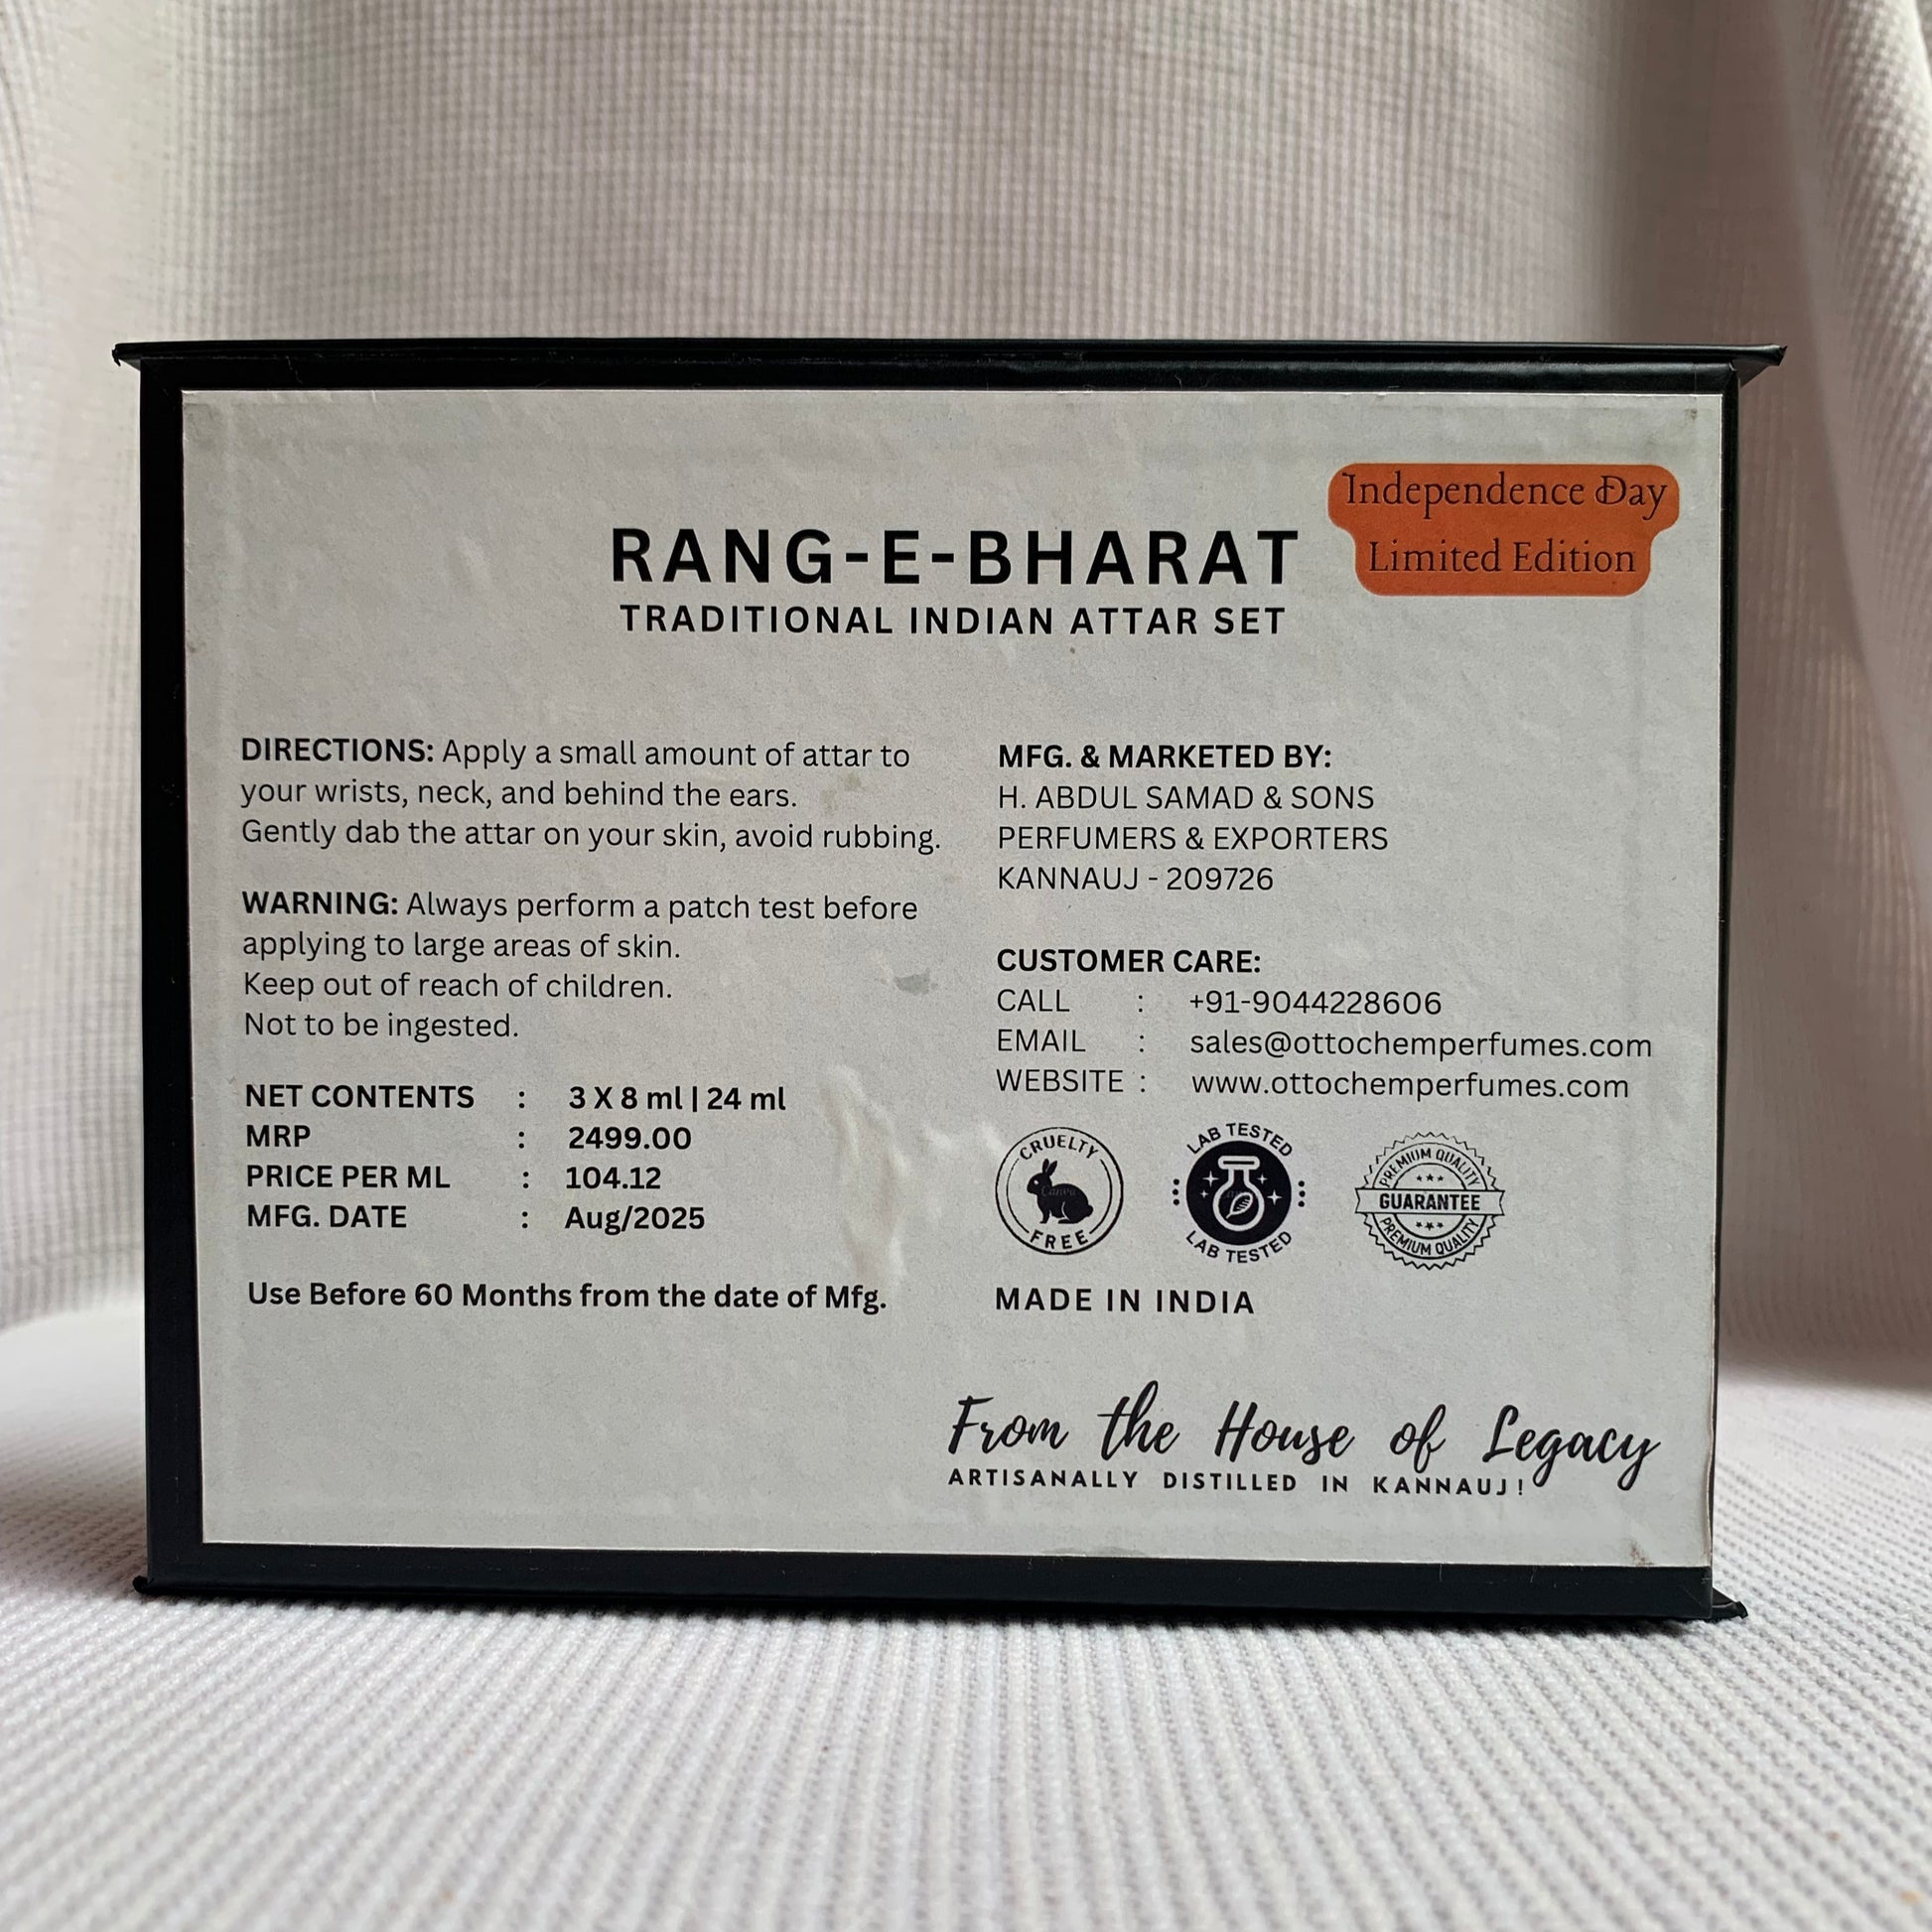 Independence Day
Limited Edition
RANG-E-BHARAT
TRADITIONAL INDIAN ATTAR SET
DIRECTIONS: Apply a small amount of attar to
your wrists, neck, and behind the ears.
Gently dab the attar on your skin, avoid rubbing.
WARNING: Always perform a patch test before
applying to large areas of skin.
Keep out of reach of children.
Not to be ingested.
NET CONTENTS : 3 X 8 ml | 24 ml
MRP : 2499.00
PRICE PER ML : 104.12
MFG. DATE : Aug/2025
Use Before 60 Months from the date of Mfg.
MFG. & MARKETED BY:
H. ABDUL SAMAD & SONS
PERFUMERS & EXPORTERS
KANNAUJ - 209726
CUSTOMER CARE:
CALL : +91-9044228606
EMAIL : sales@ottochemperfumes.com
WEBSITE : www.ottochemperfumes.com
CRUELTY
Canva
FREE
LAB TESTED
LAB TESTED
PREMIUM QUALITY
GUARANTEE
PREMIUM QUALITY
MADE IN INDIA
From the House of Legacy
ARTISANALLY DISTILLED IN KANNAUJ!